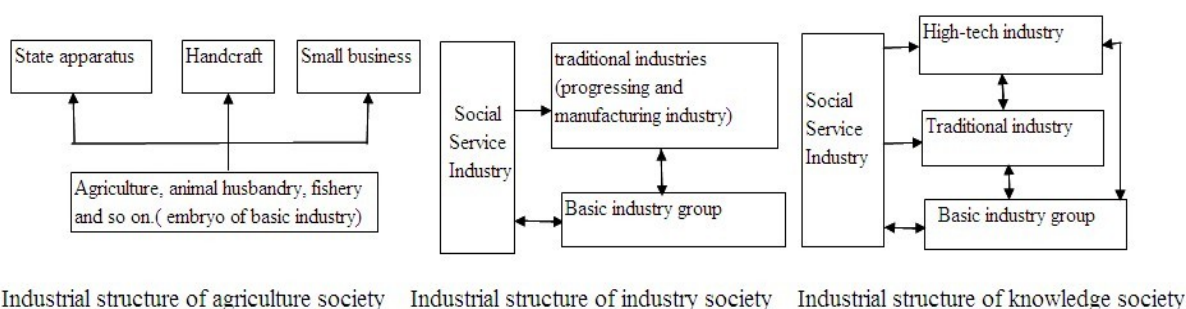 State apparatus
Handcraft
Small business
Agriculture, animal husbandry, fishery
and so on.( embryo of basic industry)
Industrial structure of agriculture society
Social
Service
Industry
traditional industries
(progressing and
manufacturing industry)
Basic industry group
Industrial structure of industry society
Social
Service
Industry
High-tech industry
Traditional industry
Basic industry group
Industrial structure of knowledge society